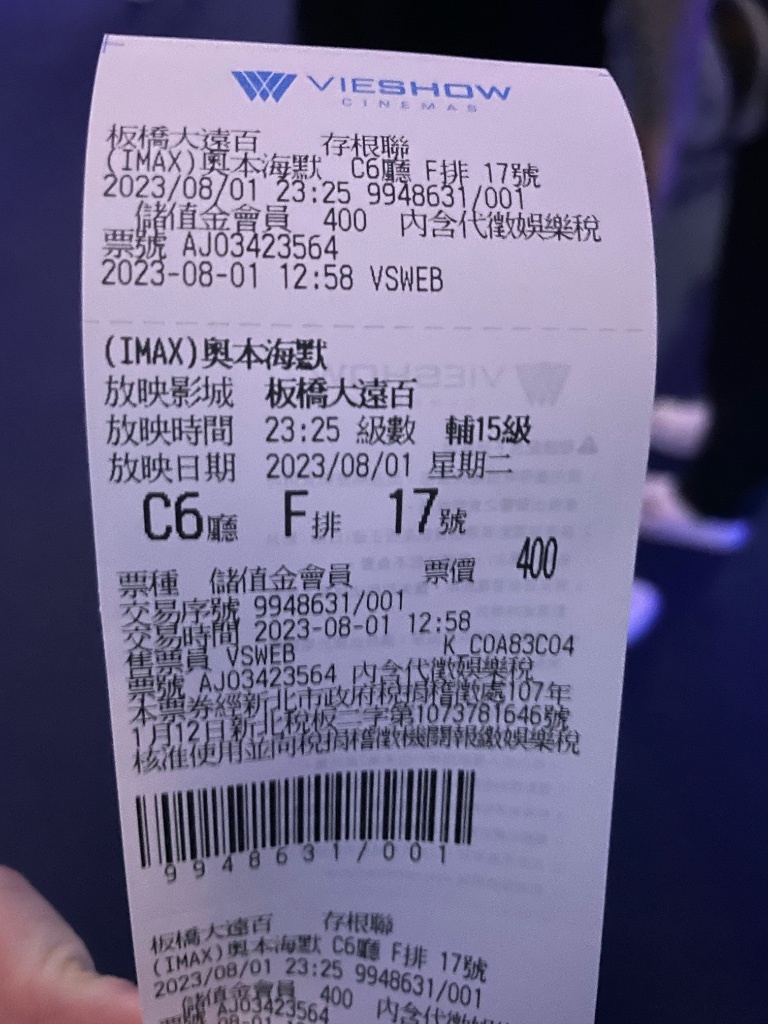 VIESHOW
CINEMAS
板橋大遠百 存根聯
(IMAX)奧本海默 C6廳 F排 17號
2023/08/01 23:25 9948631/001
儲值金會員 400 內含代徵娛樂稅
票號 AJ03423564
2023-08-01 12:58 VSWEB
(IMAX)奧本海默
放映影城 板橋大遠百
放映時間 23:25 級數 輔15級
放映日期 2023/08/01 星期二
C6廳 F排 17號
票種 儲值金會員 票價 400
交易序號 9948631/001
交易時間 2023-08-01 12:58
售票員 VSWEB K_C0A83C04
票號 AJ03423564 內含代徵娛樂稅
本票券經新北市政府稅捐稽徵處107年
1月12日新北稅板二字第1073781646號
核准使用並向稅捐稽徵機關報繳娛樂稅
9948631/001
板橋大遠百 存根聯
(IMAX)奧本海默 C6廳 F排 17號
2023/08/01 23:25 9948631/001
儲值金會員 400 內含代徵娛樂稅
票號 AJ03423564